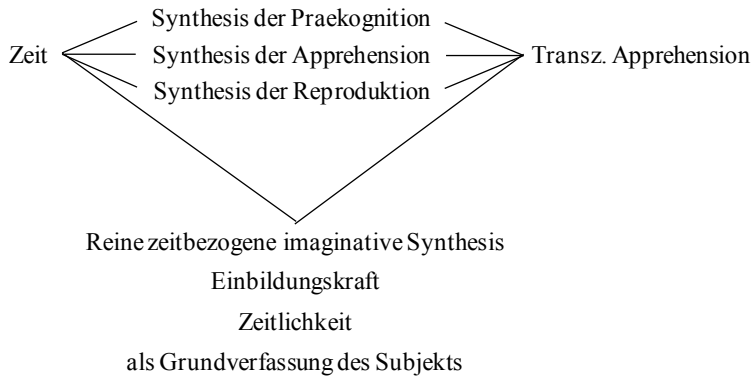 Synthesis der Praekognition
Zeit Synthesis der Apprehension Transz. Apprehension
Synthesis der Reproduktion
Reine zeitbezogene imaginative Synthesis
Einbildungskraft
Zeitlichkeit
als Grundverfassung des Subjekts